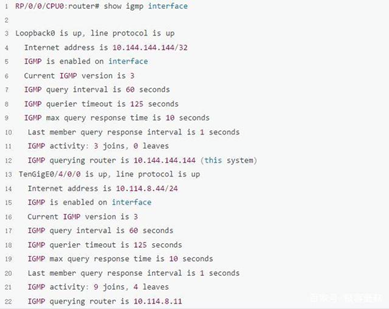 1 RP/0/0/CPU0:router# show igmp interface
2
3 Loopback0 is up, line protocol is up
4 Internet address is 10.144.144.144/32
5 IGMP is enabled on interface
6 Current IGMP version is 3
7 IGMP query interval is 60 seconds
8 IGMP querier timeout is 125 seconds
9 IGMP max query response time is 10 seconds
10 Last member query response interval is 1 seconds
11 IGMP activity: 3 joins, 0 leaves
12 IGMP querying router is 10.144.144.144 (this system)
13 TenGigE0/4/0/0 is up, line protocol is up
14 Internet address is 10.114.8.44/24
15 IGMP is enabled on interface
16 Current IGMP version is 3
17 IGMP query interval is 60 seconds
18 IGMP querier timeout is 125 seconds
19 IGMP max query response time is 10 seconds
20 Last member query response interval is 1 seconds
21 IGMP activity: 9 joins, 4 leaves
22 IGMP querying router is 10.114.8.11